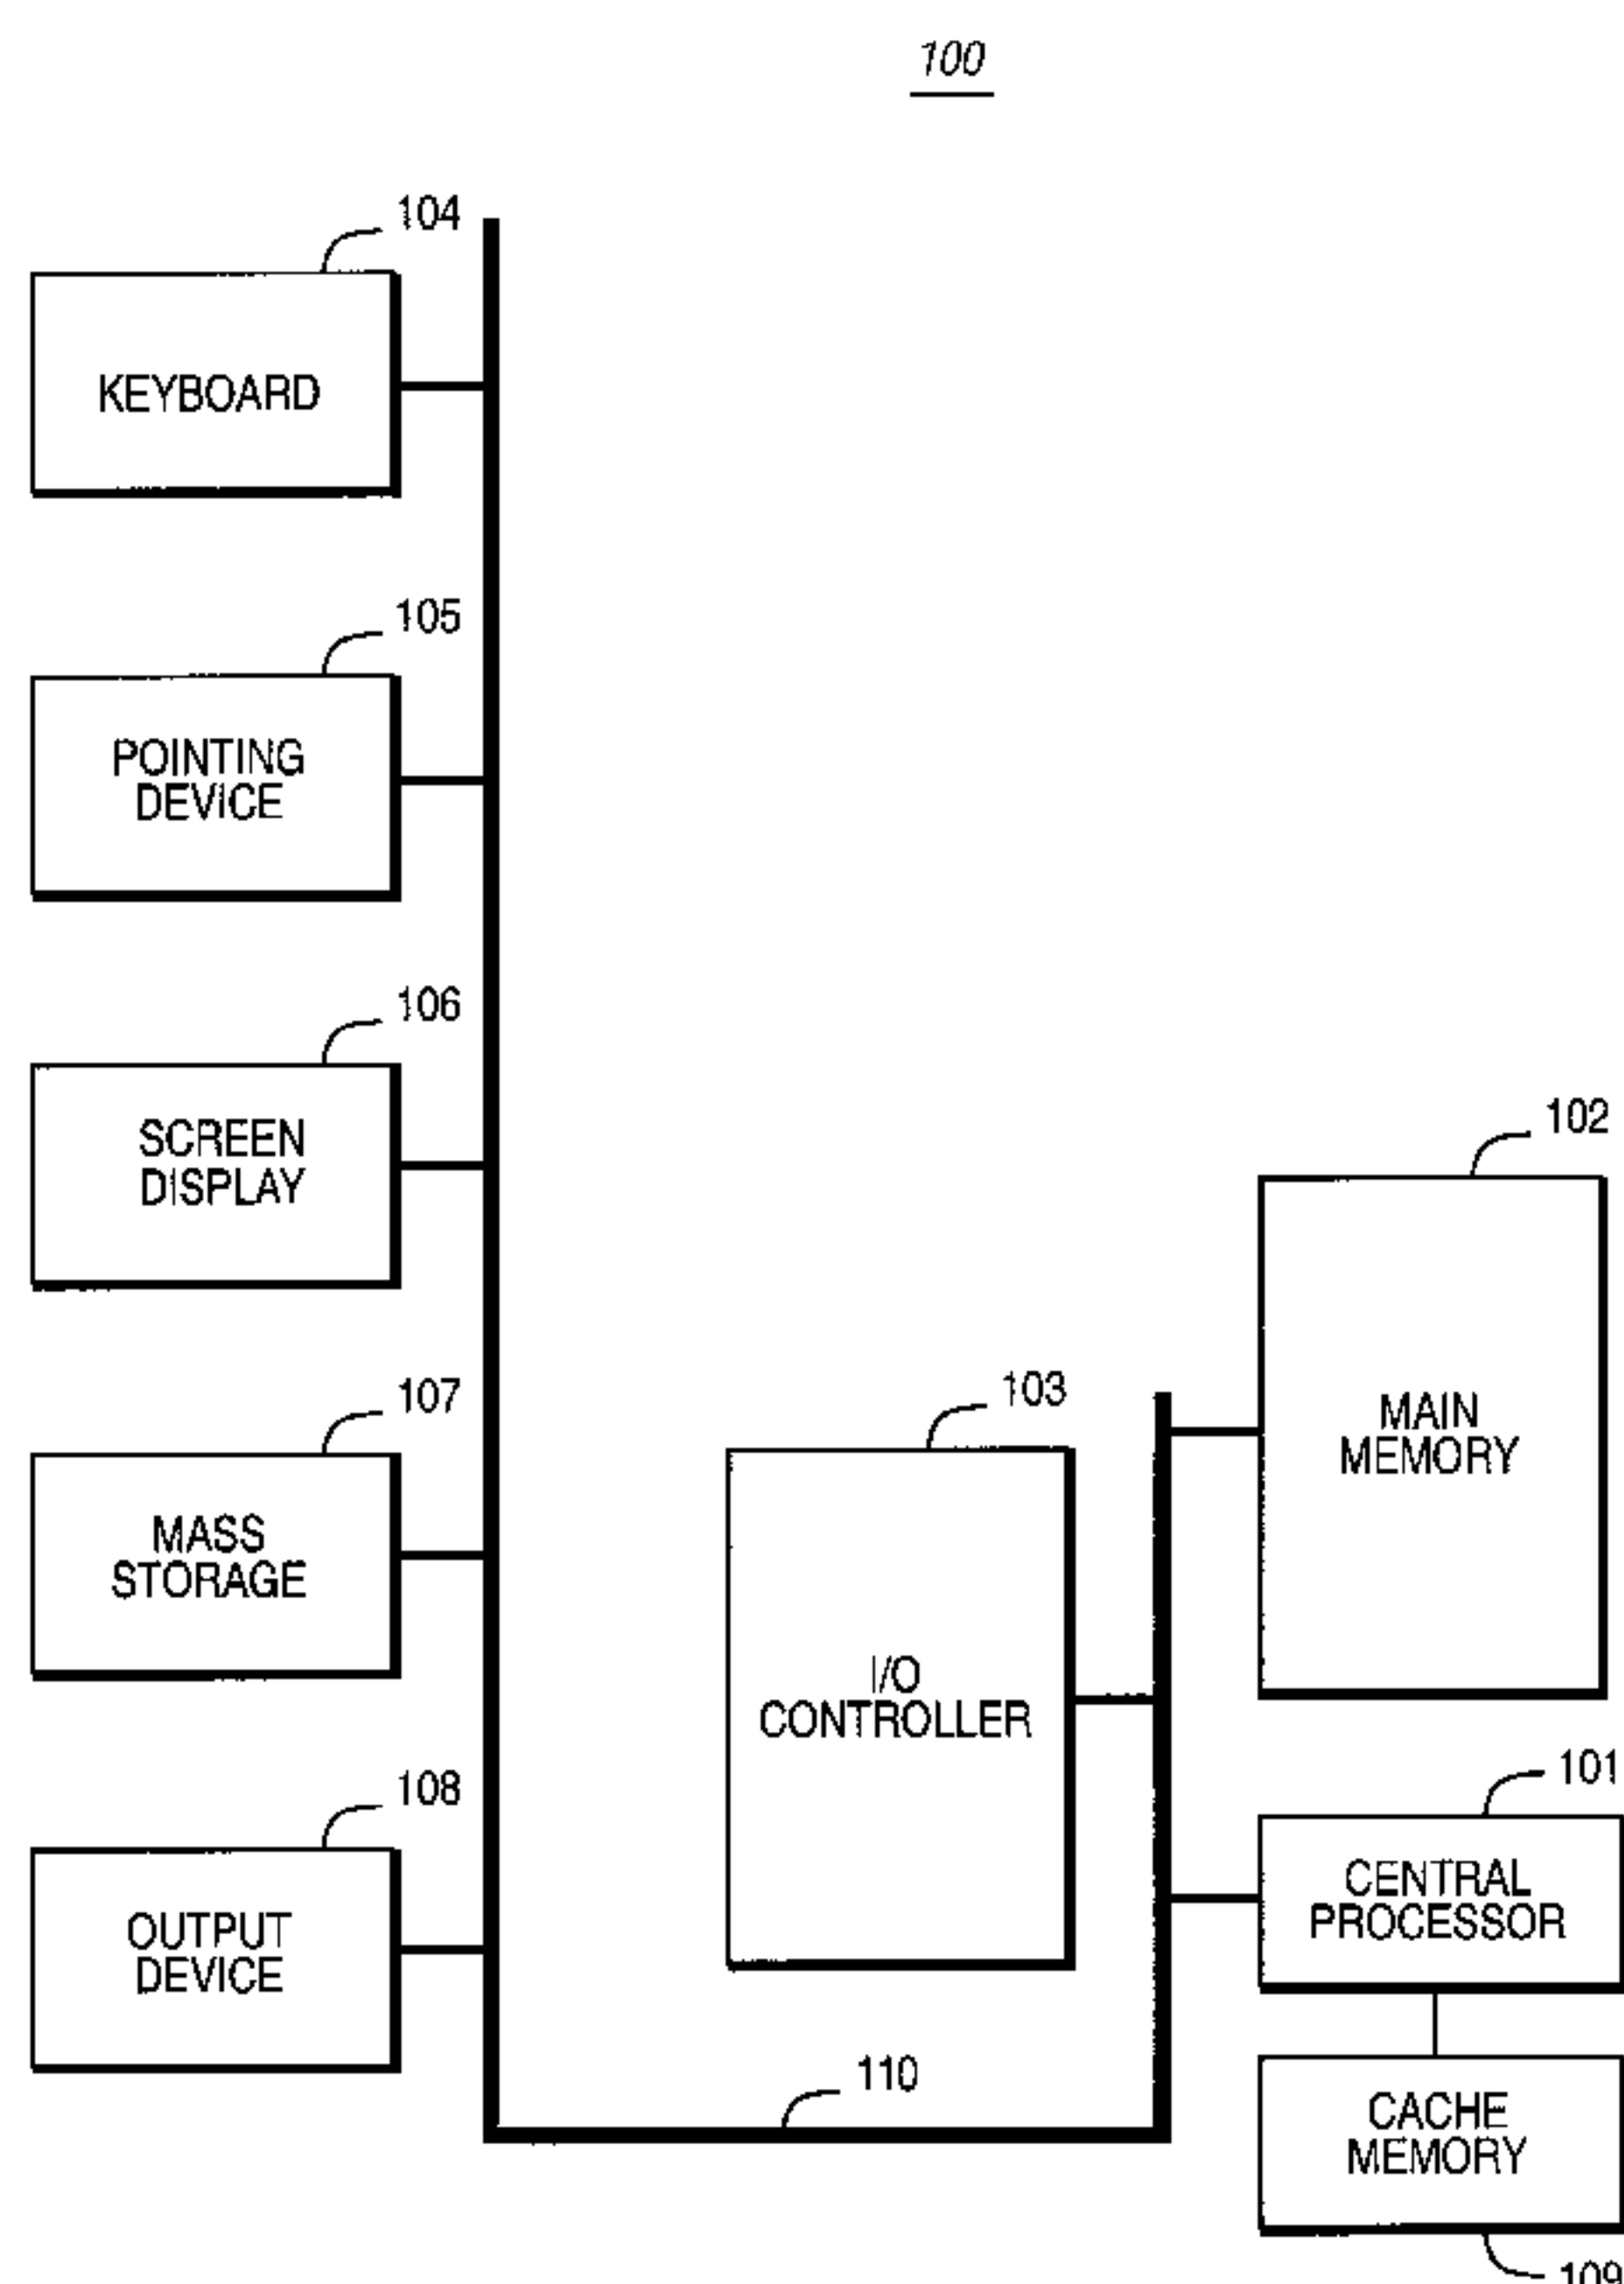 100
104
KEYBOARD
105
POINTING
DEVICE
106
SCREEN
DISPLAY
107
MASS
STORAGE
108
OUTPUT
DEVICE
103
I/O
CONTROLLER
102
MAIN
MEMORY
101
CENTRAL
PROCESSOR
CACHE
MEMORY
109
110